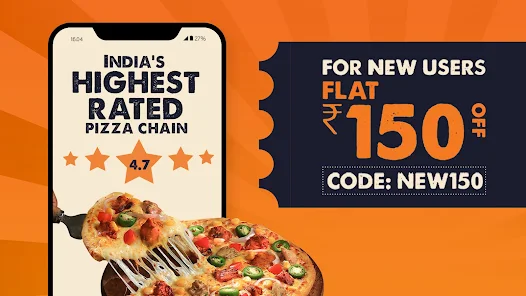 18:04
27%
INDIA'S
HIGHEST
RATED
PIZZA CHAIN
4.7
FOR NEW USERS
FLAT
₹150 OFF
CODE: NEW150